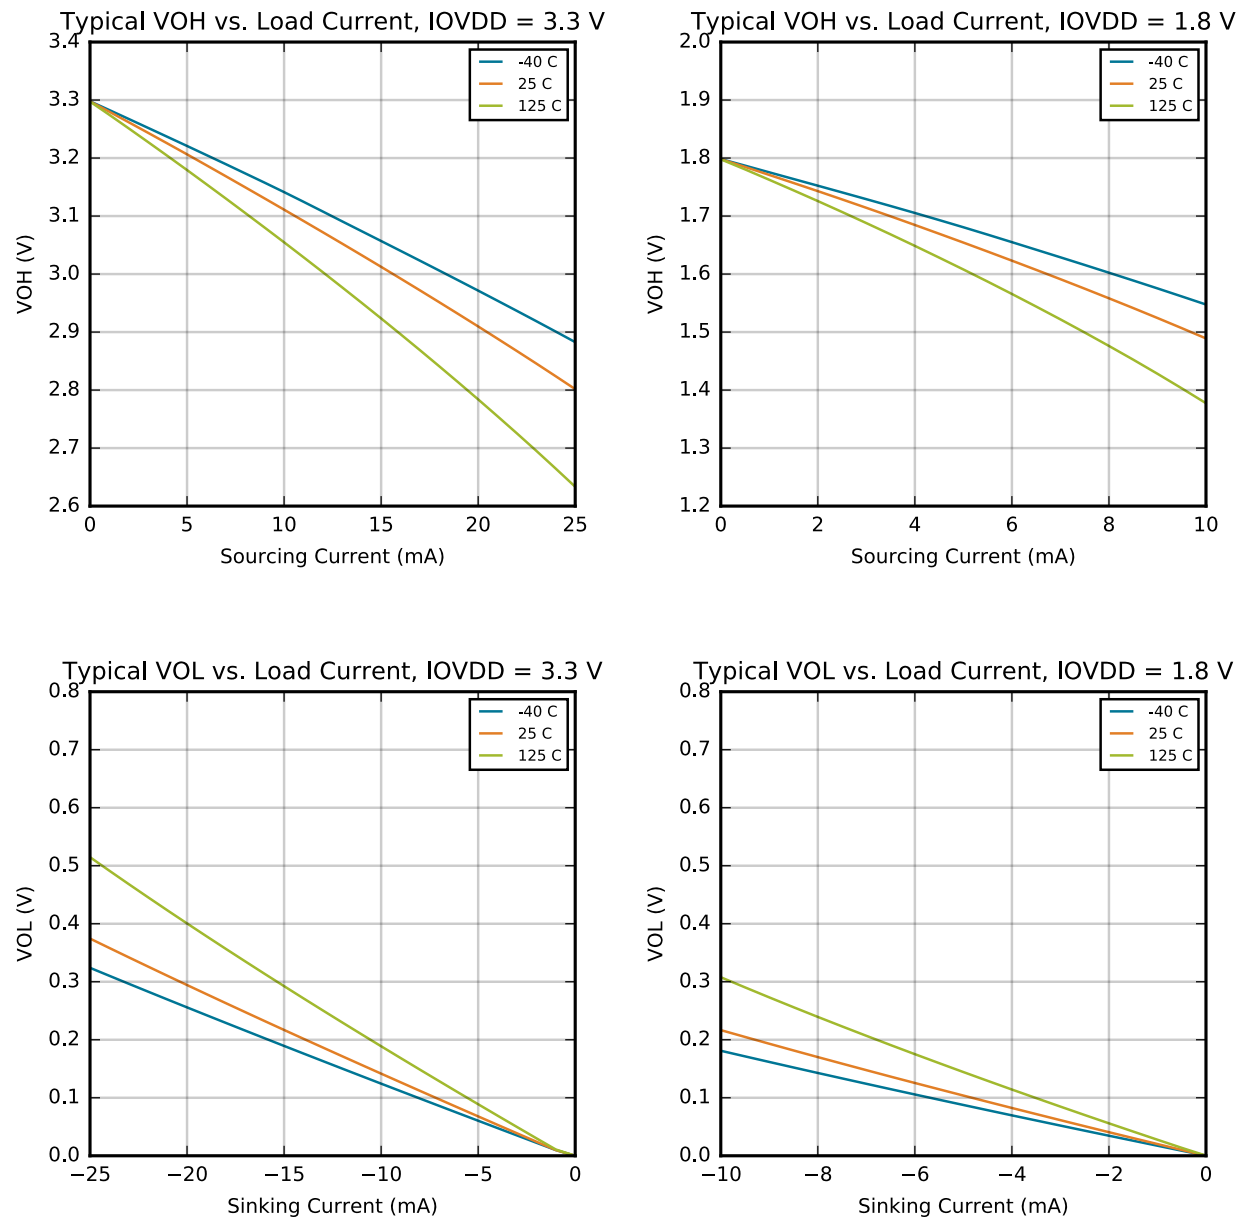 Typical VOH vs. Load Current, IOVDD = 3.3 V
3.4
3.3
3.2
3.1
3.0
2.9
2.8
2.7
2.6
VOH (V)
-40 C
25 C
125 C
0 5 10 15 20 25
Sourcing Current (mA)
Typical VOH vs. Load Current, IOVDD = 1.8 V
2.0
1.9
1.8
1.7
1.6
1.5
1.4
1.3
1.2
VOH (V)
-40 C
25 C
125 C
0 2 4 6 8 10
Sourcing Current (mA)
Typical VOL vs. Load Current, IOVDD = 3.3 V
0.8
0.7
0.6
0.5
0.4
0.3
0.2
0.1
0.0
VOL (V)
-40 C
25 C
125 C
−25 −20 −15 −10 −5 0
Sinking Current (mA)
Typical VOL vs. Load Current, IOVDD = 1.8 V
0.8
0.7
0.6
0.5
0.4
0.3
0.2
0.1
0.0
VOL (V)
-40 C
25 C
125 C
−10 −8 −6 −4 −2 0
Sinking Current (mA)